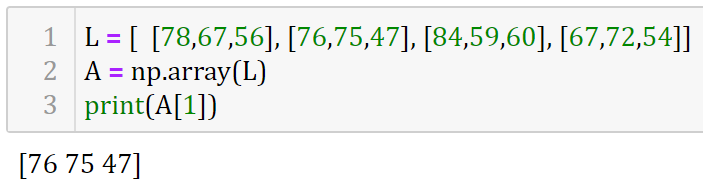 1 L = [ [78,67,56], [76,75,47], [84,59,60], [67,72,54]]
2 A = np.array(L)
3 print(A[1])
[76 75 47]